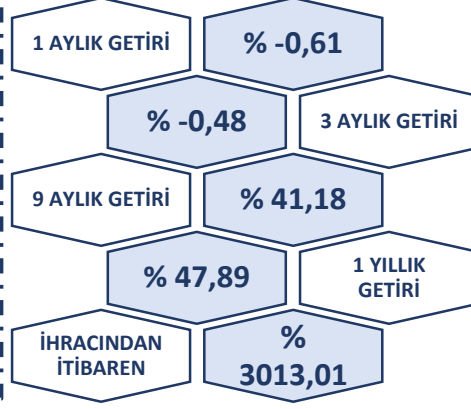 1 AYLIK GETİRİ
% -0,61
% -0,48
3 AYLIK GETİRİ
9 AYLIK GETİRİ
% 41,18
% 47,89
1 YILLIK
GETİRİ
İHRACINDAN
İTİBAREN
%
3013,01